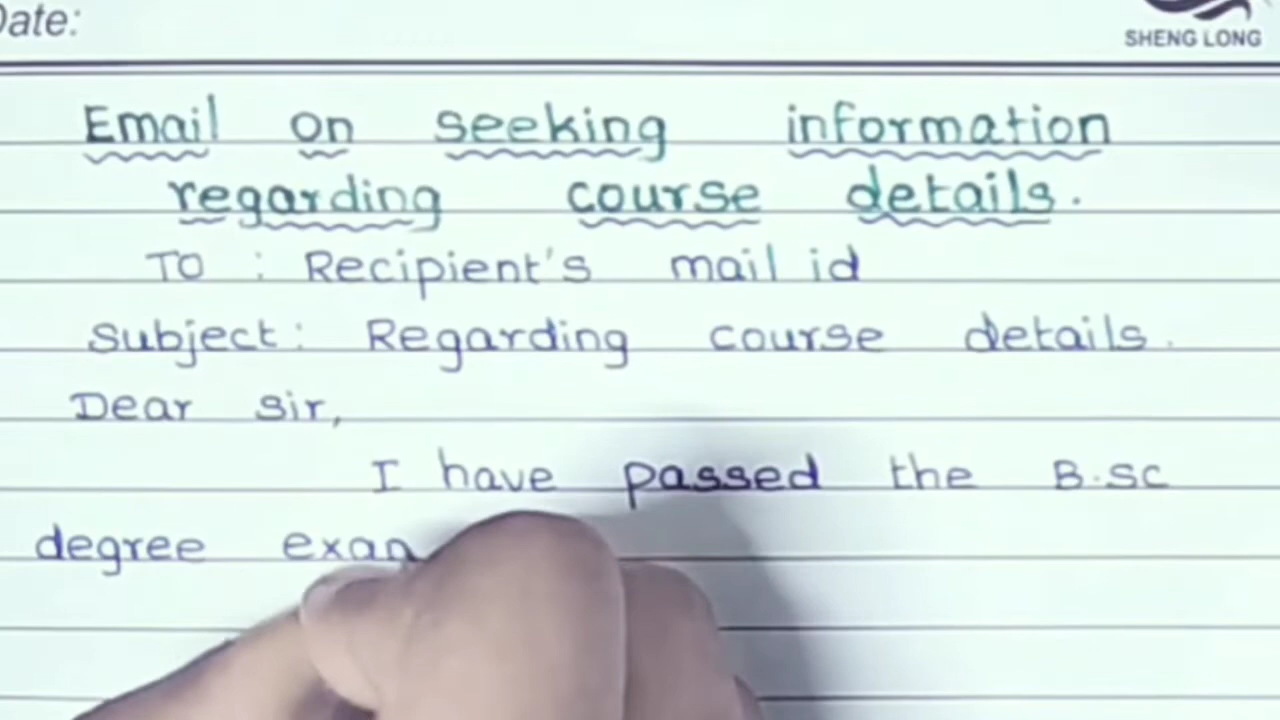 Date:
SHENG LONG
Email on seeking information
regarding course details.
TO : Recipient's mail id
Subject: Regarding course details.
Dear sir,
I have passed the B.sc
degree